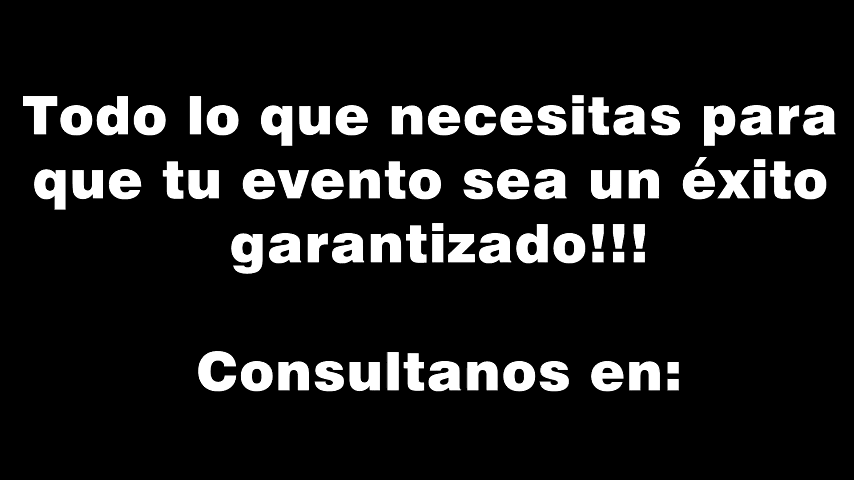 Todo lo que necesitas para
que tu evento sea un éxito
garantizado!!!
Consultanos en: